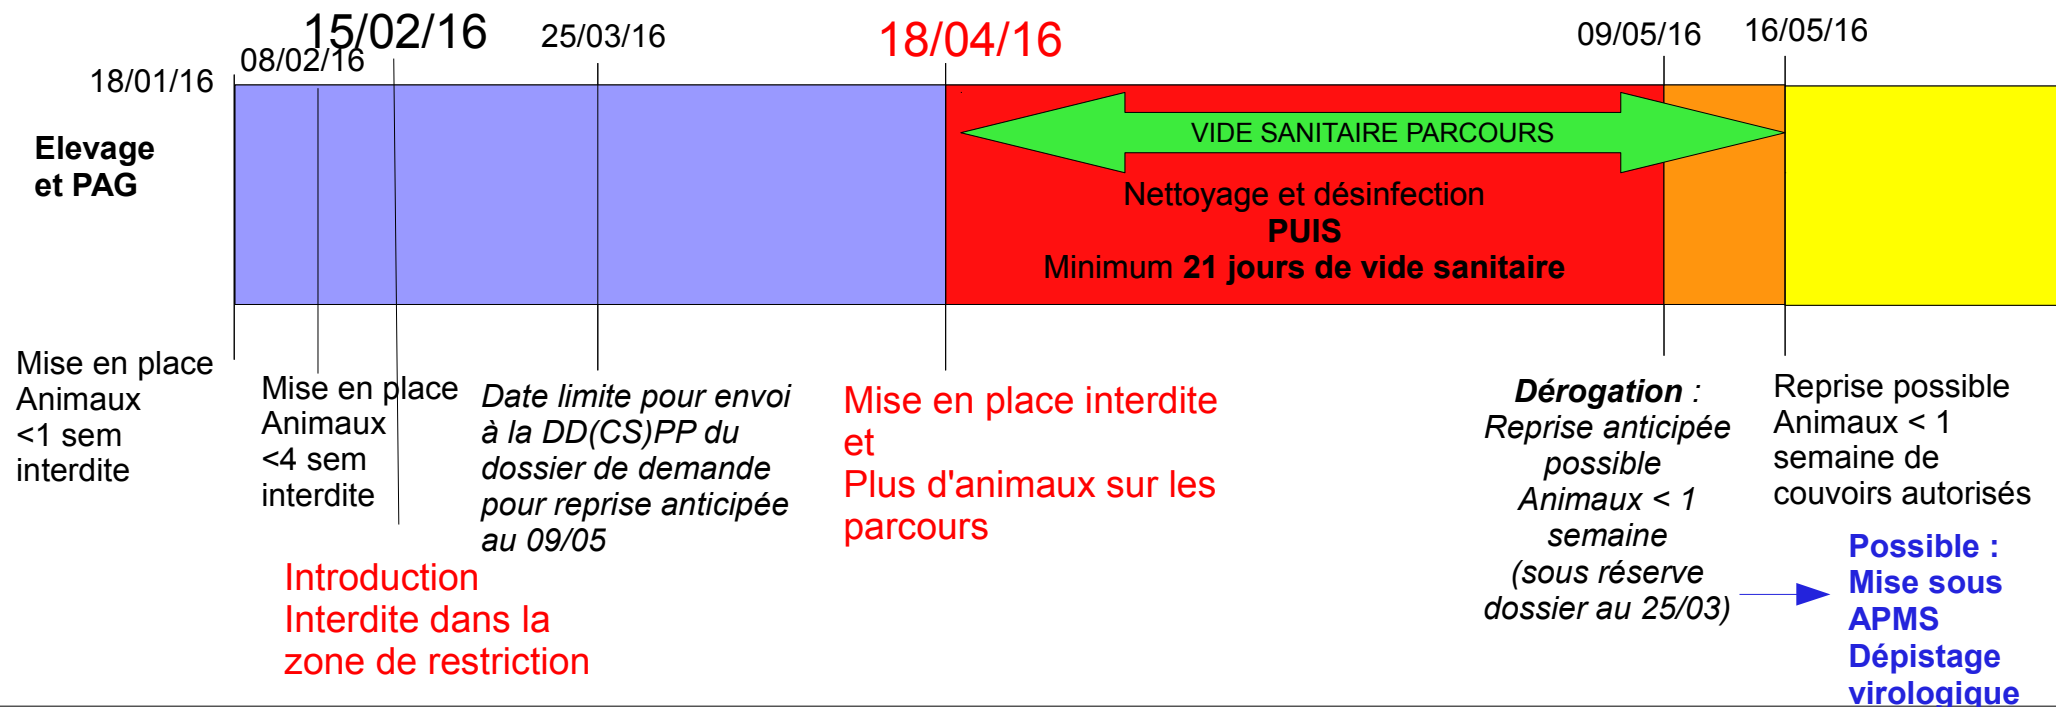 15/02/16
25/03/16
18/04/16
09/05/16
16/05/16
08/02/16
18/01/16
Elevage
et PAG
VIDE SANITAIRE PARCOURS
Nettoyage et désinfection
PUIS
Minimum 21 jours de vide sanitaire
Mise en place
Animaux
<1 sem
interdite
Mise en place
Animaux
<4 sem
interdite
Introduction
Interdite dans la
zone de restriction
Date limite pour envoi
à la DD(CS)PP du
dossier de demande
pour reprise anticipée
au 09/05
Mise en place interdite
et
Plus d'animaux sur les
parcours
Dérogation :
Reprise anticipée
possible
Animaux < 1
semaine
(sous réserve
dossier au 25/03)
Reprise possible
Animaux < 1
semaine de
couvoirs autorisés
Possible :
Mise sous
APMS
Dépistage
virologique